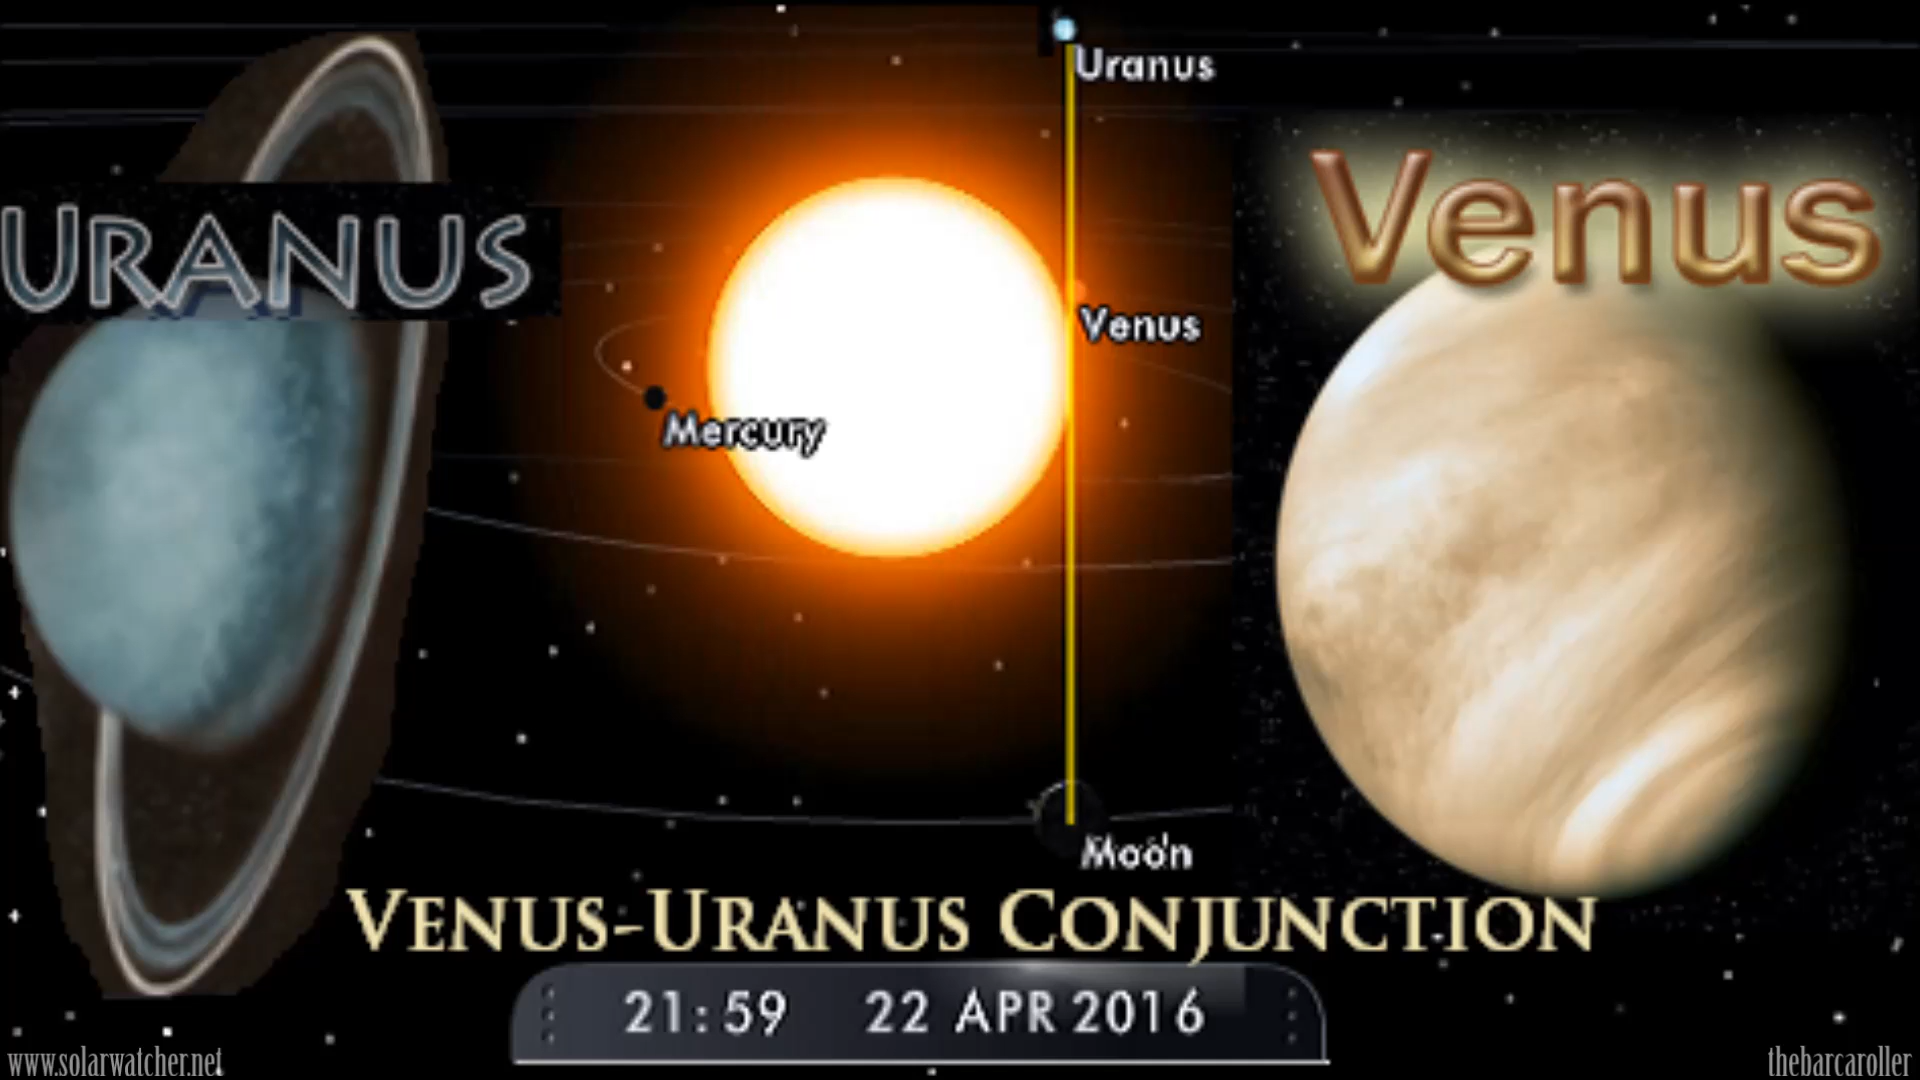 Uranus
URANUS
Venus
Venus
Mercury
Moon
VENUS-URANUS CONJUNCTION
21:59 22 APR 2016
www.solarwatcher.net
thebarcaroller